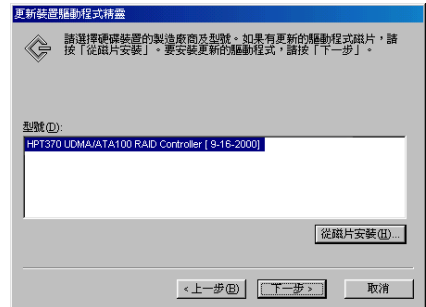 更新裝置驅動程式精靈
請選擇硬碟裝置的製造廠商及型號。如果有更新的驅動程式磁片，請
按「從磁片安裝」。要安裝更新的驅動程式，請按「下一步」。
型號(D):
HPT370 UDMA/ATA100 RAID Controller [ 9-16-2000]
從磁片安裝(H)...
<上一步(B) 下一步> 取消